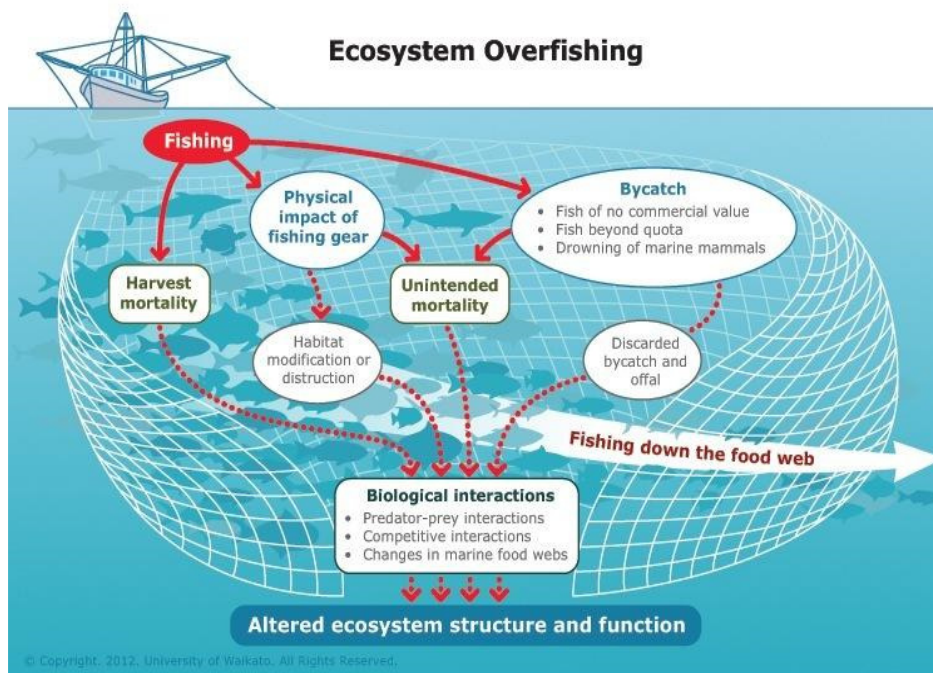 Ecosystem Overfishing
Fishing
Physical
impact of
fishing gear
Bycatch
• Fish of no commercial value
• Fish beyond quota
• Drowning of marine mammals
Harvest
mortality
Unintended
mortality
Habitat
modification or
distruction
Discarded
bycatch and
offal
Fishing down the food web
Biological interactions
• Predator-prey interactions
• Competitive interactions
• Changes in marine food webs
Altered ecosystem structure and function
© Copyright. 2012. University of Waikato. All Rights Reserved.